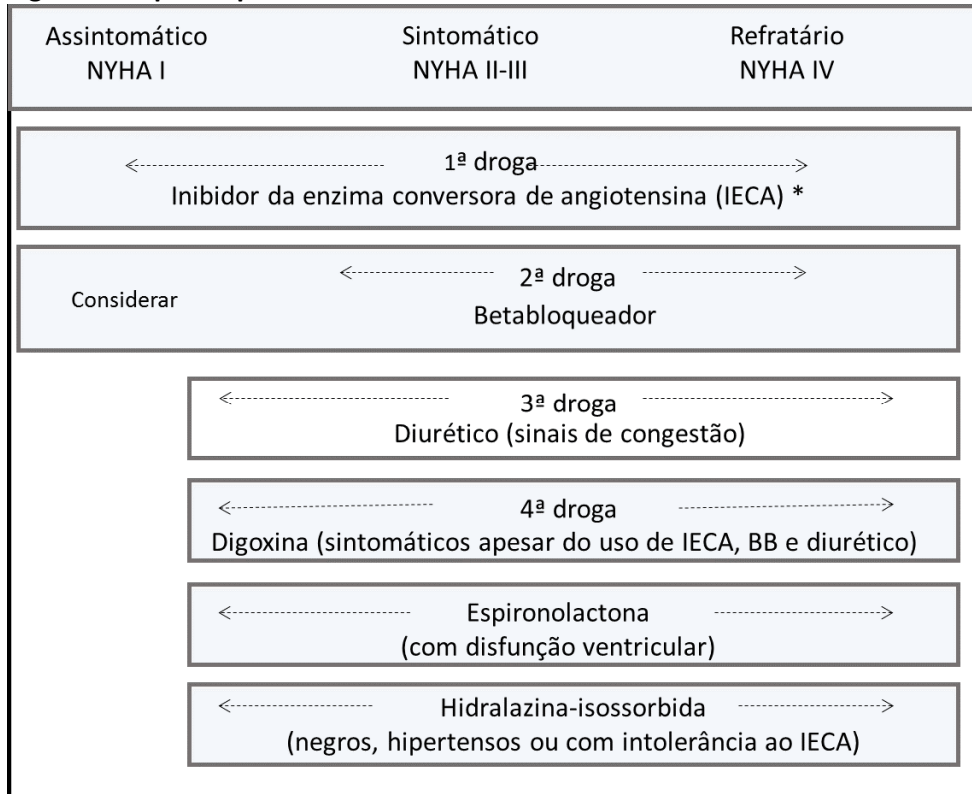 Assintomático
NYHA I
Sintomático
NYHA II-III
Refratário
NYHA IV
1ª droga
Inibidor da enzima conversora de angiotensina (IECA) *
Considerar
2ª droga
Betabloqueador
3ª droga
Diurético (sinais de congestão)
4ª droga
Digoxina (sintomáticos apesar do uso de IECA, BB e diurético)
Espironolactona
(com disfunção ventricular)
Hidralazina-isossorbida
(negros, hipertensos ou com intolerância ao IECA)